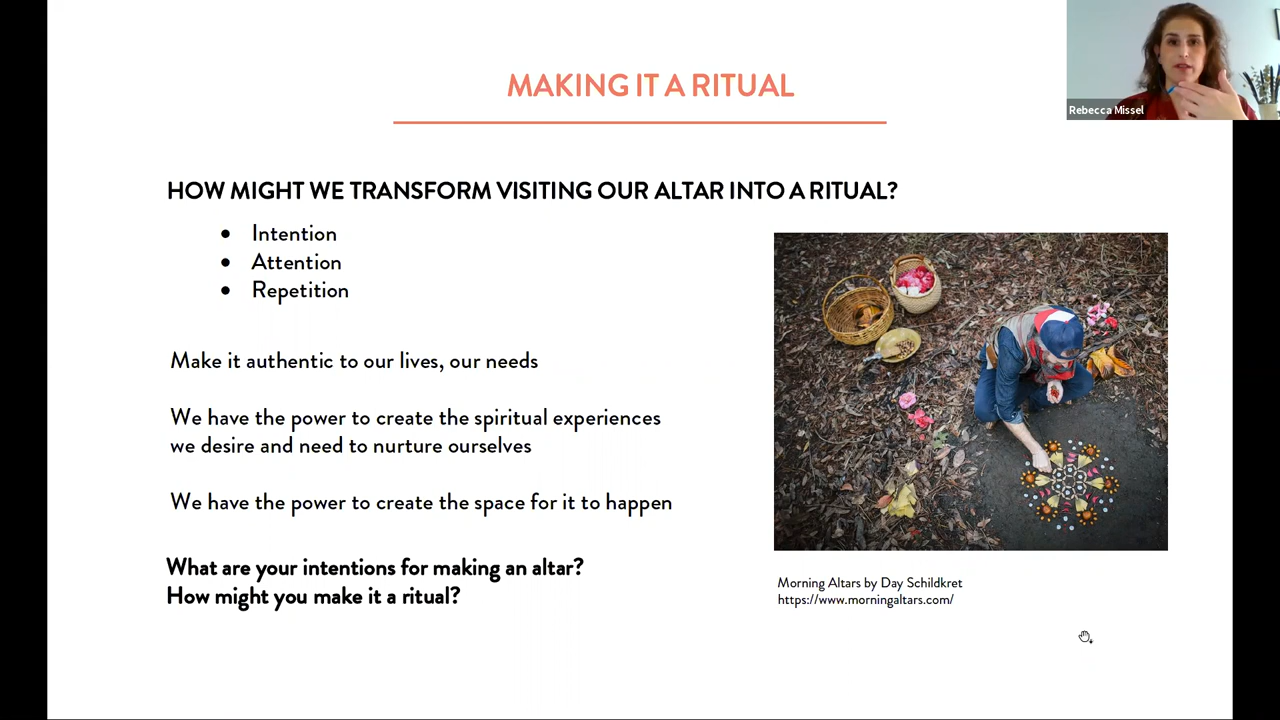 MAKING IT A RITUAL
Rebecca Missel
HOW MIGHT WE TRANSFORM VISITING OUR ALTAR INTO A RITUAL?
• Intention
• Attention
• Repetition
Make it authentic to our lives, our needs
We have the power to create the spiritual experiences
we desire and need to nurture ourselves
We have the power to create the space for it to happen
What are your intentions for making an altar?
How might you make it a ritual?
Morning Altars by Day Schildkret
https://www.morningaltars.com/